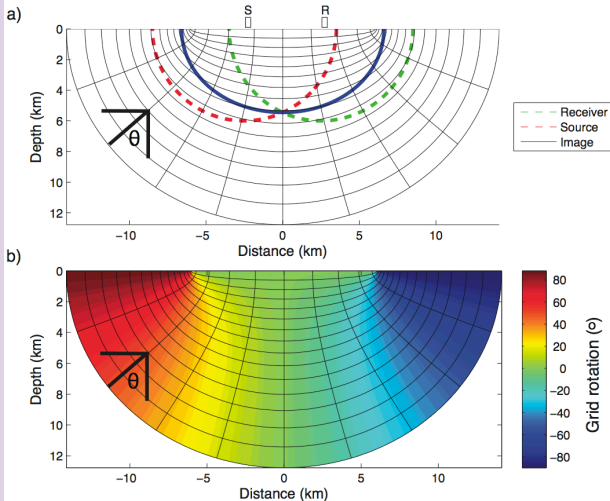 a)
S R
0
2
4
6
8
10
12
Depth (km)
θ
−10 −5 0 5 10
Distance (km)
Receiver
Source
Image
b)
0
2
4
6
8
10
12
Depth (km)
θ
−10 −5 0 5 10
Distance (km)
80
60
40
20
0
−20
−40
−60
−80
Grid rotation (º)